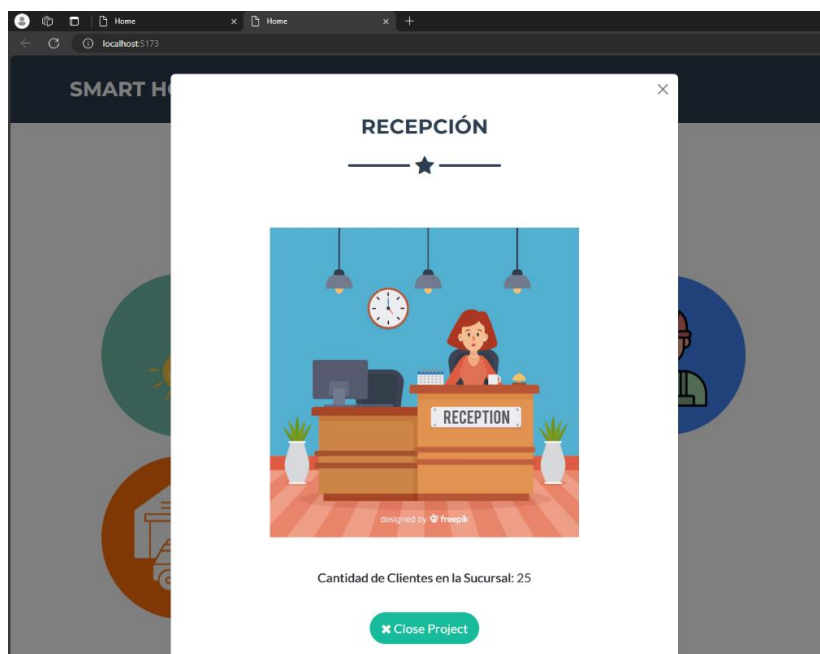 Home
Home
localhost:5173
SMART H
RECEPCIÓN
RECEPTION
designed by freepik
Cantidad de Clientes en la Sucursal: 25
Close Project